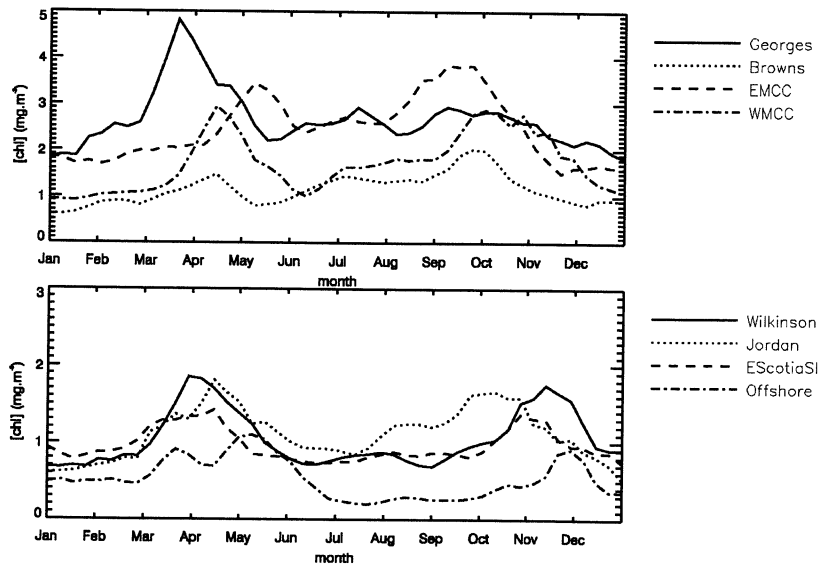 5
4
3
2
1
0
[chl] (mg.m⁻³)
Jan Feb Mar Apr May Jun Jul Aug Sep Oct Nov Dec
month
Georges
Browns
EMCC
WMCC
3
2
1
0
[chl] (mg.m⁻³)
Jan Feb Mar Apr May Jun Jul Aug Sep Oct Nov Dec
month
Wilkinson
Jordan
EScotiaSl
Offshore